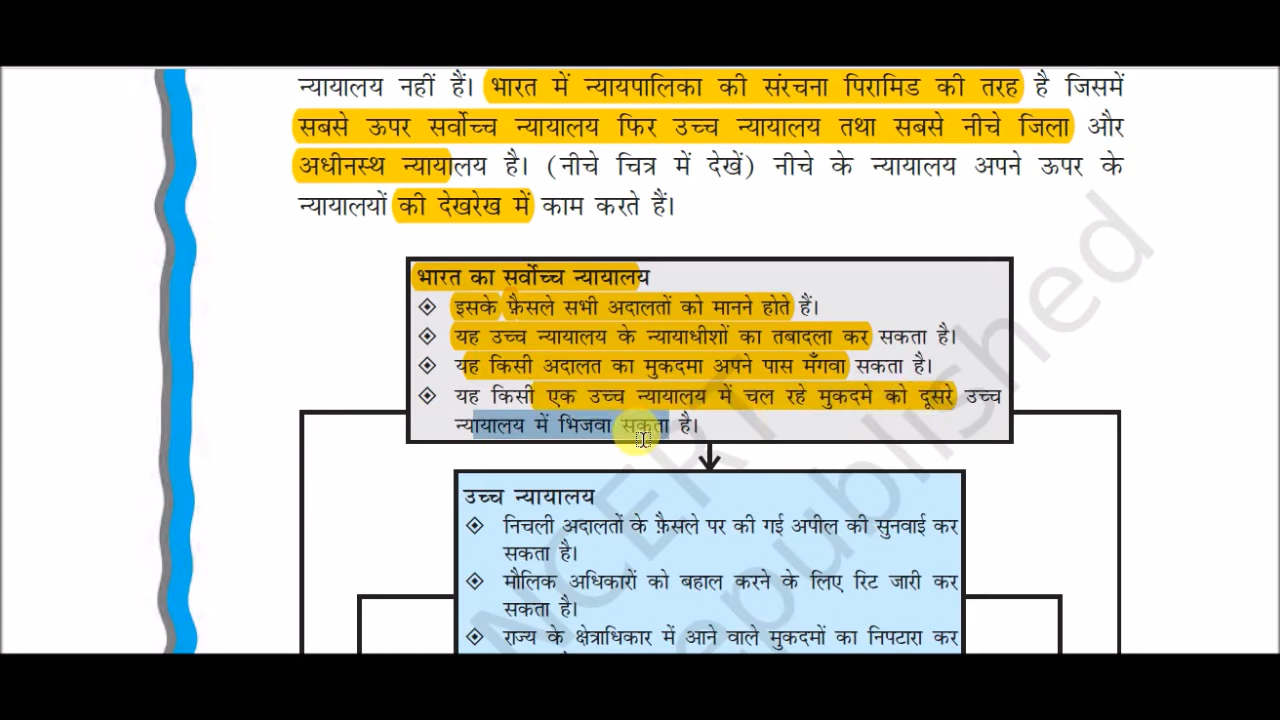 न्यायालय नहीं हैं। भारत में न्यायपालिका की संरचना पिरामिड की तरह है जिसमें
सबसे ऊपर सर्वोच्च न्यायालय फिर उच्च न्यायालय तथा सबसे नीचे जिला और
अधीनस्थ न्यायालय है। (नीचे चित्र में देखें) नीचे के न्यायालय अपने ऊपर के
न्यायालयों की देखरेख में काम करते हैं।
भारत का सर्वोच्च न्यायालय
इसके फ़ैसले सभी अदालतों को मानने होते हैं।
यह उच्च न्यायालय के न्यायाधीशों का तबादला कर सकता है।
यह किसी अदालत का मुकदमा अपने पास मँगवा सकता है।
यह किसी एक उच्च न्यायालय में चल रहे मुकदमे को दूसरे उच्च
न्यायालय में भिजवा सकता है।
उच्च न्यायालय
निचली अदालतों के फ़ैसले पर की गई अपील की सुनवाई कर
सकता है।
मौलिक अधिकारों को बहाल करने के लिए रिट जारी कर
सकता है।
राज्य के क्षेत्राधिकार में आने वाले मुकदमों का निपटारा कर
NCERT
republished